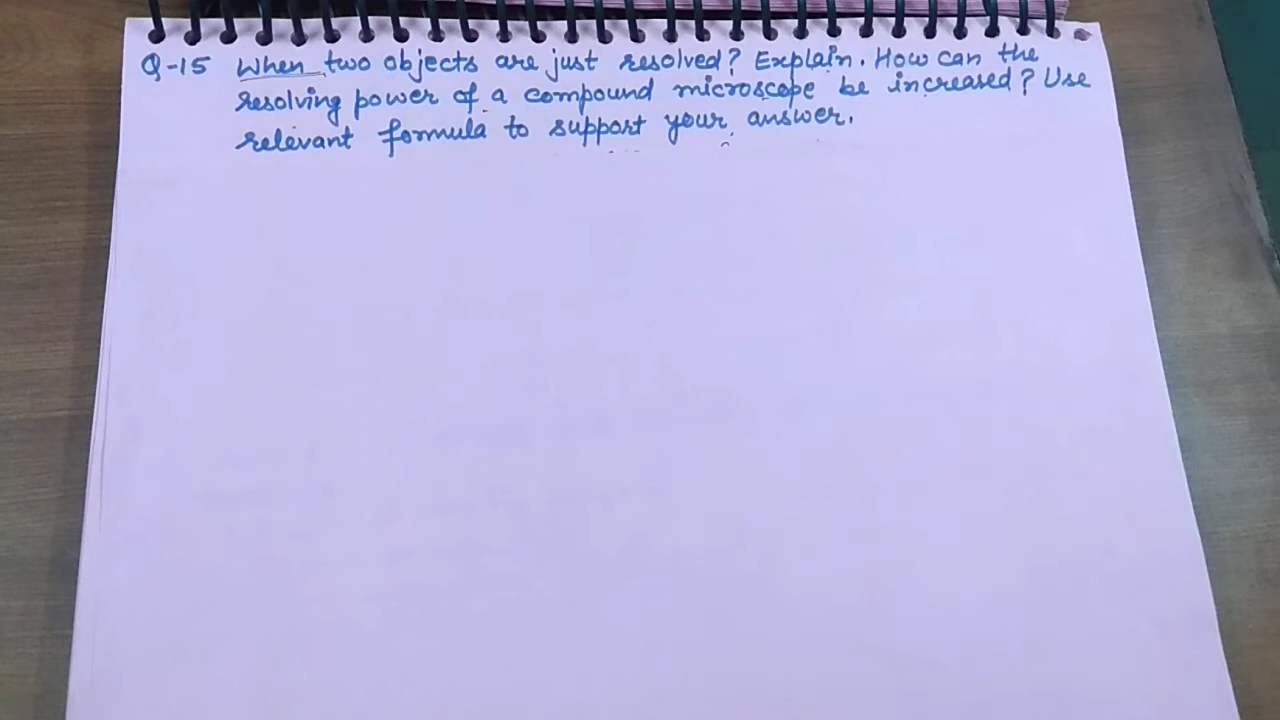 Q-15 When two objects are just resolved? Explain. How can the
resolving power of a compound microscope be increased? Use
relevant formula to support your answer.